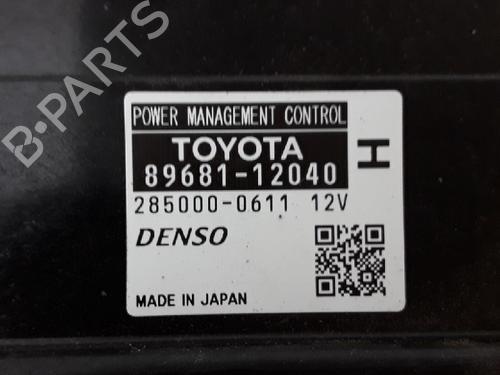 POWER MANAGEMENT CONTROL
TOYOTA
89681-12040
H
285000-0611 12V
DENSO
MADE IN JAPAN
B-PARTS